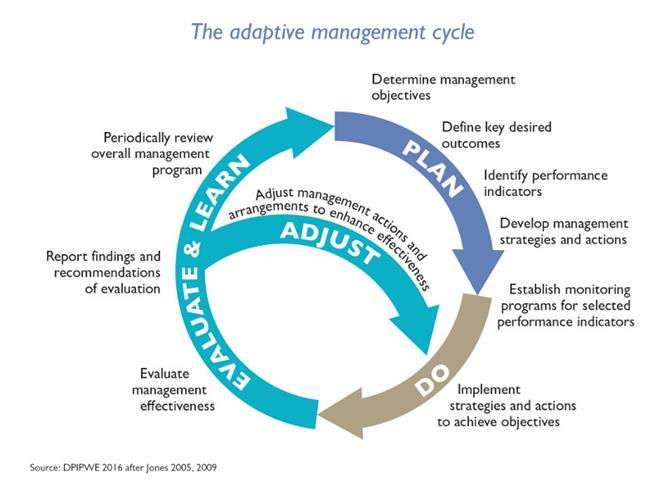 The adaptive management cycle
Determine management
objectives
Define key desired
outcomes
Identify performance
indicators
Develop management
strategies and actions
Establish monitoring
programs for selected
performance indicators
Implement
strategies and actions
to achieve objectives
Evaluate
management
effectiveness
Report findings and
recommendations
of evaluation
Periodically review
overall management
program
PLAN
DO
EVALUATE & LEARN
Adjust management actions and
arrangements to enhance effectiveness
ADJUST
Source: DPIPWE 2016 after Jones 2005, 2009